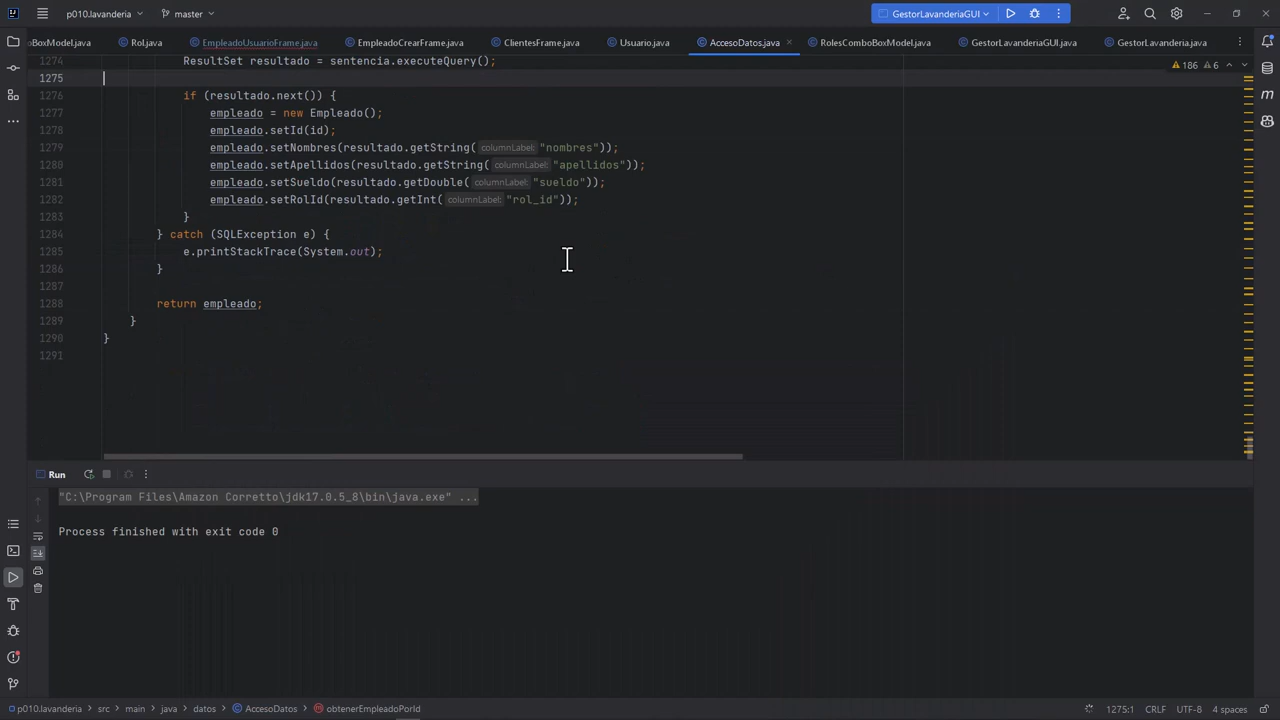 p010.lavanderia master GestorLavanderiaGUI
oBoxModel.java Rol.java EmpleadoUsuarioFrame.java EmpleadoCrearFrame.java ClientesFrame.java Usuario.java AccesoDatos.java RolesComboBoxModel.java GestorLavanderiaGUI.java GestorLavanderia.java
1274 ResultSet resultado = sentencia.executeQuery();
186 6
1275
1276 if (resultado.next()) {
1277 empleado = new Empleado();
1278 empleado.setId(id);
1279 empleado.setNombres(resultado.getString( columnLabel: "nombres"));
1280 empleado.setApellidos(resultado.getString( columnLabel: "apellidos"));
1281 empleado.setSueldo(resultado.getDouble( columnLabel: "sueldo"));
1282 empleado.setRolId(resultado.getInt( columnLabel: "rol_id"));
1283 }
1284 } catch (SQLException e) {
1285 e.printStackTrace(System.out);
1286 }
1287
1288 return empleado;
1289 }
1290 }
1291
Run
"C:\Program Files\Amazon Corretto\jdk17.0.5_8\bin\java.exe" ...
Process finished with exit code 0
p010.lavanderia > src > main > java > datos > AccesoDatos > obtenerEmpleadoPorId 1275:1 CRLF UTF-8 4 spaces